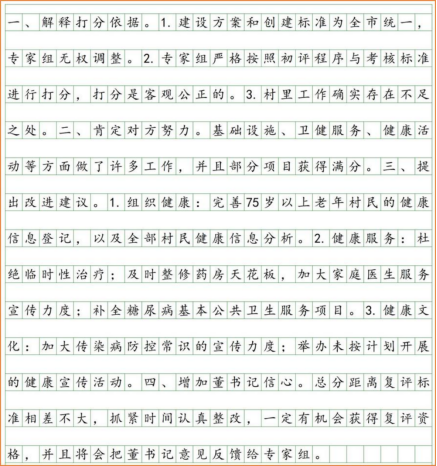 一、解释打分依据。1.建设方案和创建标准为全市统一,
专家组无权调整。2.专家组严格按照初评程序与考核标准
进行打分,打分是客观公正的。3.村里工作确实存在不足
之处。二、肯定对方努力。基础设施、卫健服务、健康活
动等方面做了许多工作,并且部分项目获得满分。三、提
出改进建议。1.组织健康:完善75岁以上老年村民的健康
信息登记,以及全部村民健康信息分析。2.健康服务:杜
绝临时性治疗;及时整修药房天花板,加大家庭医生服务
宣传力度;补全糖尿病基本公共卫生服务项目。3.健康文
化:加大传染病防控常识的宣传力度;举办未按计划开展
的健康宣传活动。四、增加董书记信心。总分距离复评标
准相差不大,抓紧时间认真整改,一定有机会获得复评资
格,并且将会把董书记意见反馈给专家组。